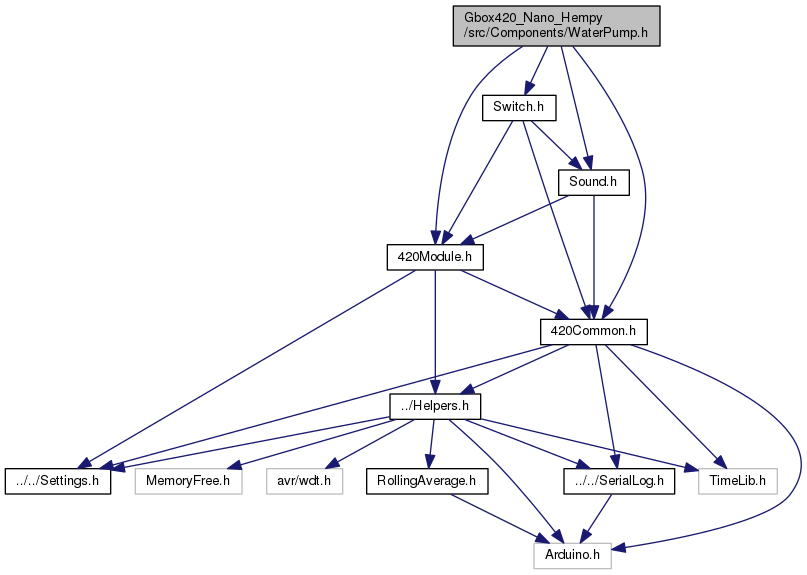 Gbox420_Nano_Hempy
/src/Components/WaterPump.h
Switch.h
Sound.h
420Module.h
420Common.h
../Helpers.h
../../Settings.h
MemoryFree.h
avr/wdt.h
RollingAverage.h
../../SerialLog.h
TimeLib.h
Arduino.h